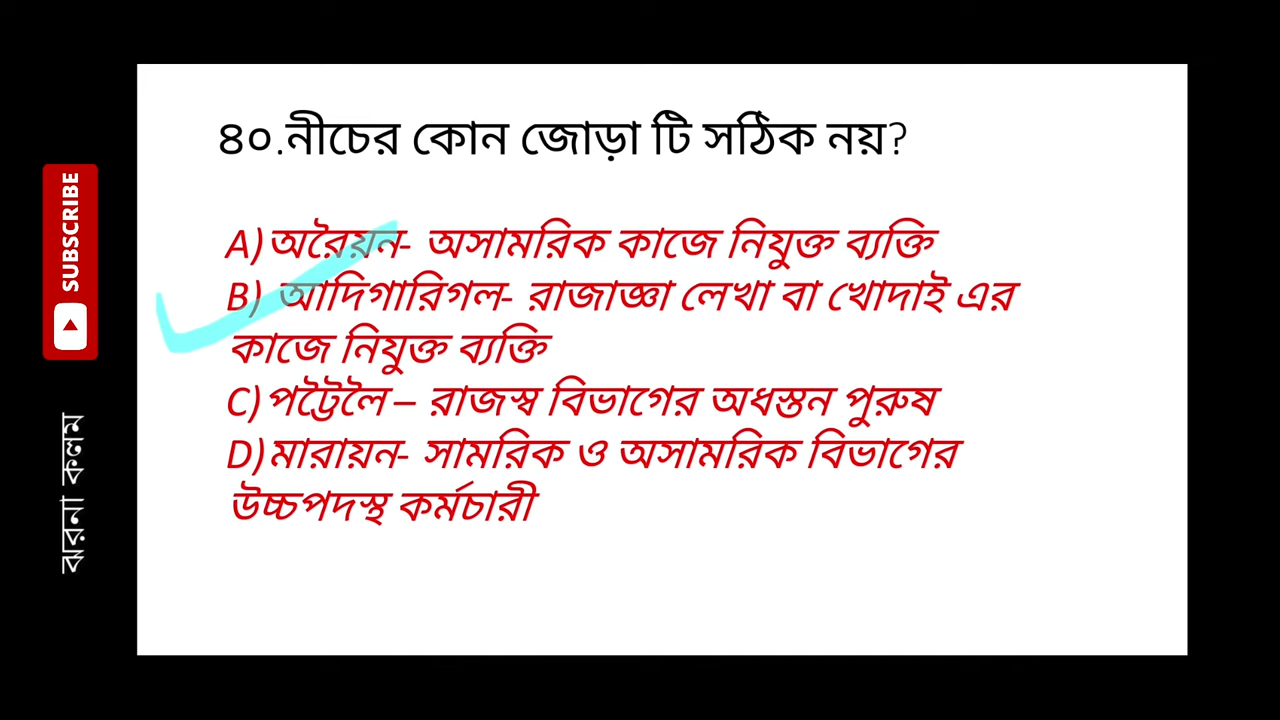 ৪০.নীচের কোন জোড়া টি সঠিক নয়?
A)অরৈয়ন- অসামরিক কাজে নিযুক্ত ব্যক্তি
B) আদিগারিগল- রাজাজ্ঞা লেখা বা খোদাই এর
কাজে নিযুক্ত ব্যক্তি
C)পট্টৈলৈ – রাজস্ব বিভাগের অধস্তন পুরুষ
D)মারায়ন- সামরিক ও অসামরিক বিভাগের
উচ্চপদস্থ কর্মচারী
SUBSCRIBE
ঝরনা কলম